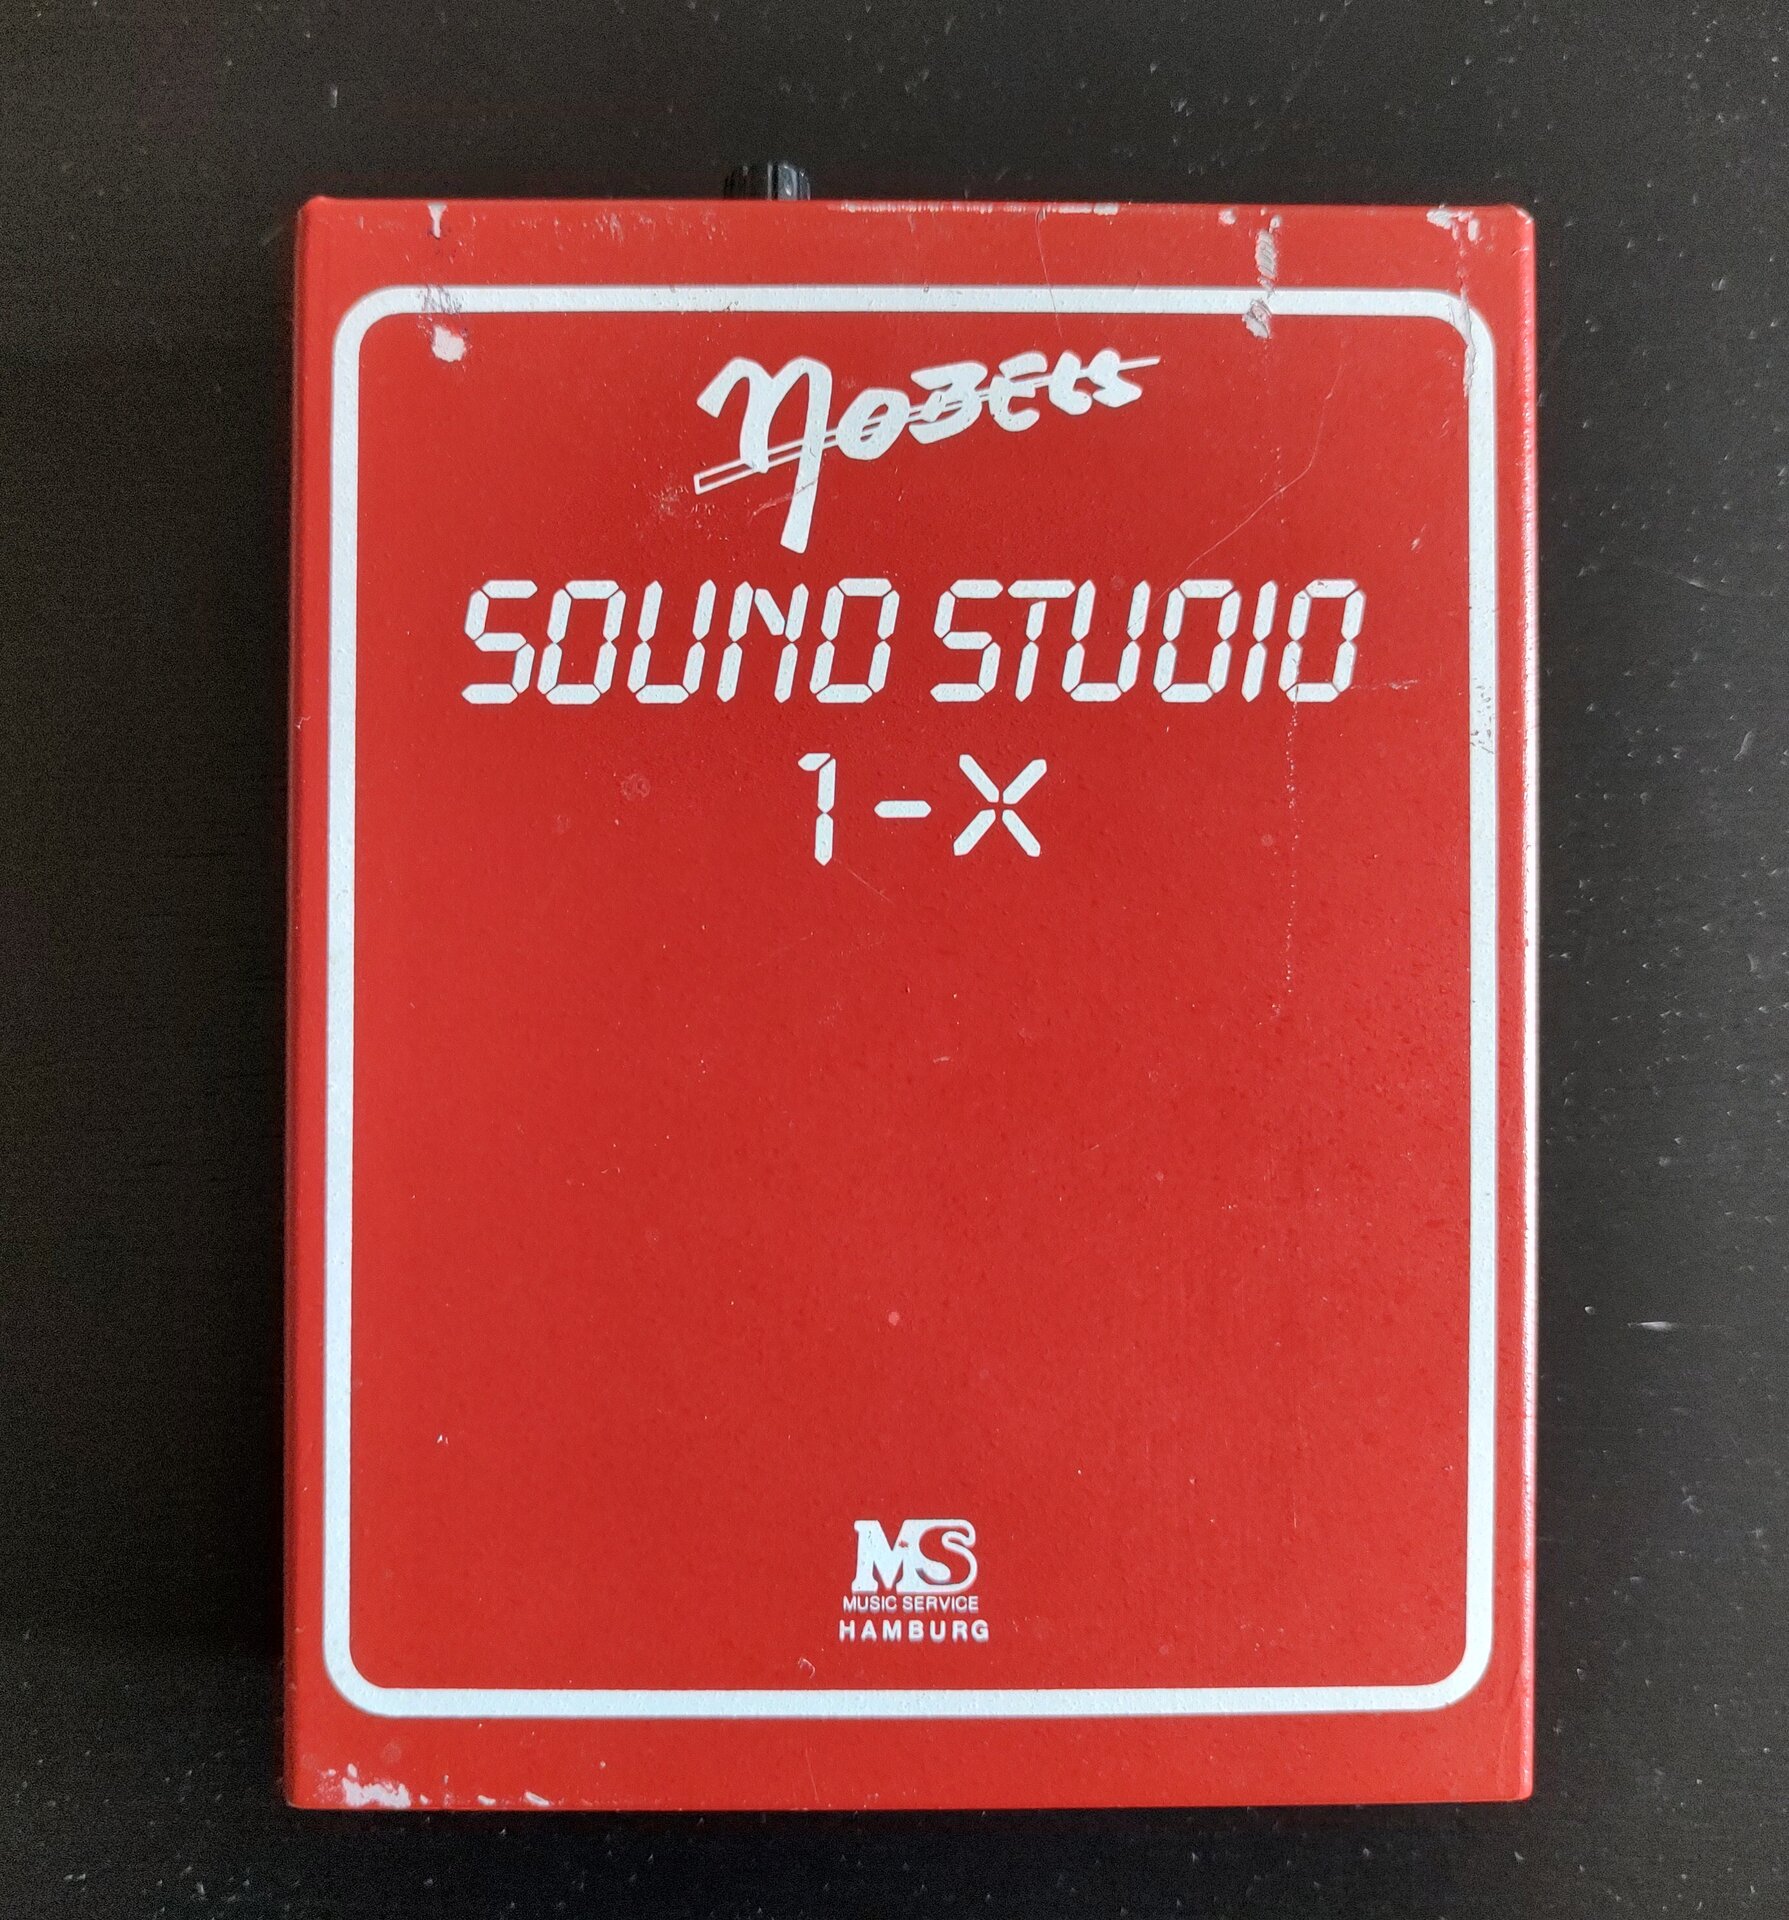 NOBELS
SOUND STUDIO
1-X
MS
MUSIC SERVICE
HAMBURG